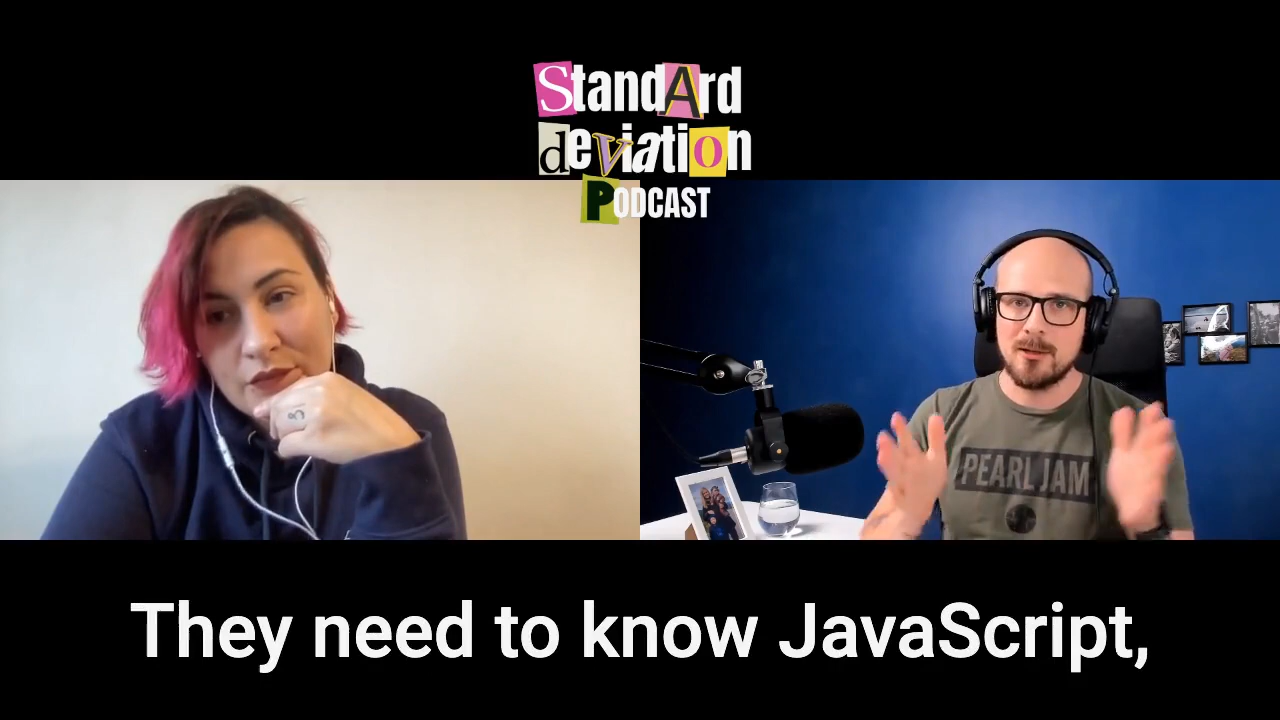 StandArd
deviation
PODCAST
PEARL JAM
They need to know JavaScript,